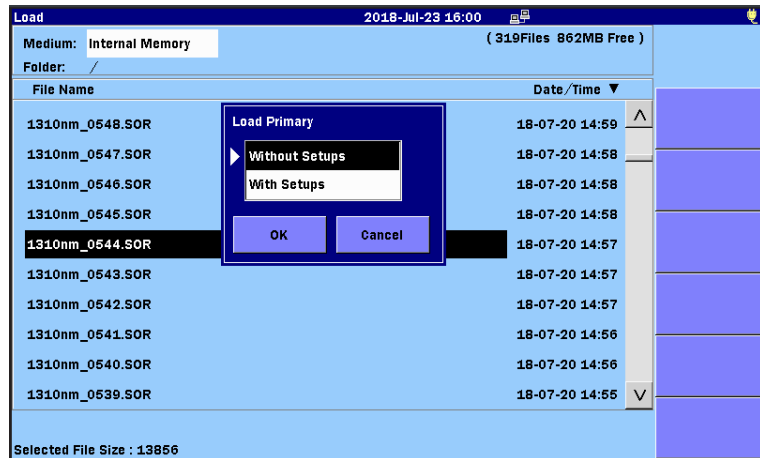 Load 2018-Jul-23 16:00
Medium: Internal Memory (319Files 862MB Free)
Folder: /
File Name Date/Time ▼
1310nm_0548.SOR 18-07-20 14:59
1310nm_0547.SOR 18-07-20 14:58
1310nm_0546.SOR 18-07-20 14:58
1310nm_0545.SOR 18-07-20 14:58
1310nm_0544.SOR 18-07-20 14:57
1310nm_0543.SOR 18-07-20 14:57
1310nm_0542.SOR 18-07-20 14:57
1310nm_0541.SOR 18-07-20 14:56
1310nm_0540.SOR 18-07-20 14:56
1310nm_0539.SOR 18-07-20 14:55
Load Primary
Without Setups
With Setups
OK Cancel
Selected File Size : 13856